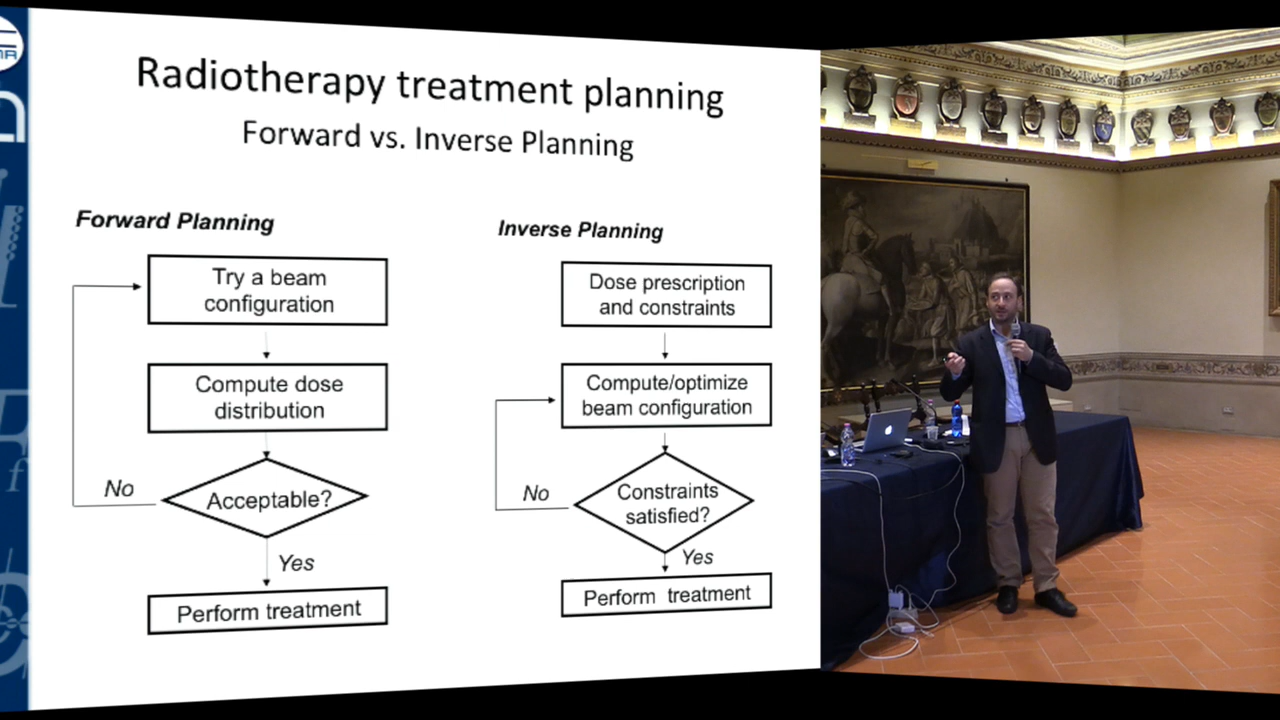 Radiotherapy treatment planning
Forward vs. Inverse Planning
Forward Planning
Try a beam
configuration
Compute dose
distribution
Acceptable?
No
Yes
Perform treatment
Inverse Planning
Dose prescription
and constraints
Compute/optimize
beam configuration
Constraints
satisfied?
No
Yes
Perform  treatment